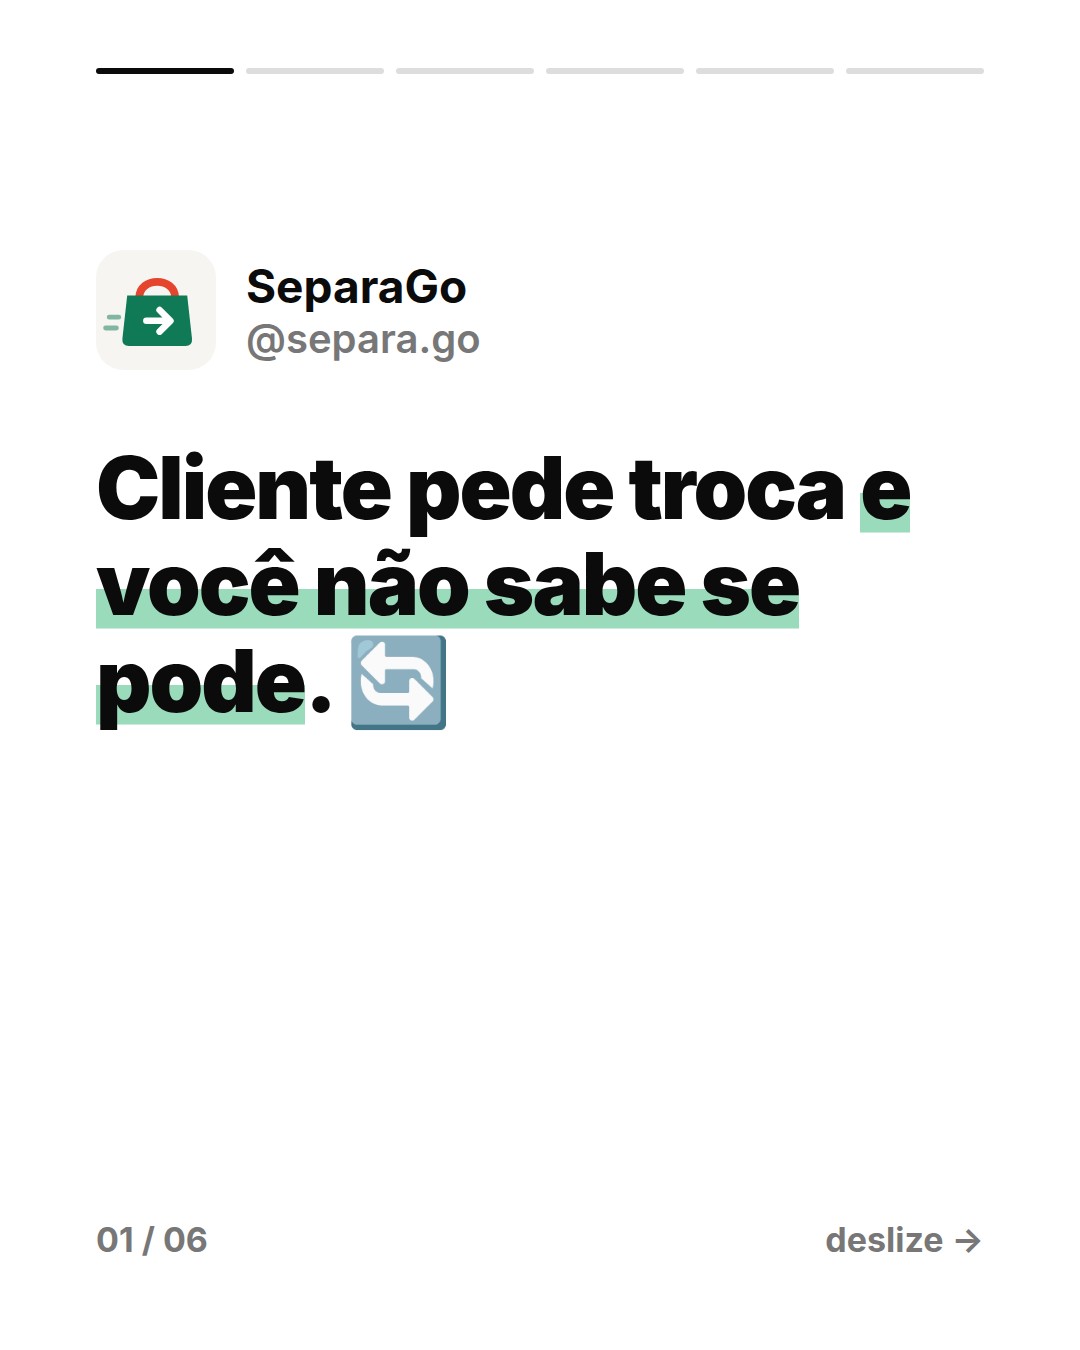 SeparaGo
@separa.go
Cliente pede troca e
você não sabe se
pode. 🔄
01 / 06
deslize →